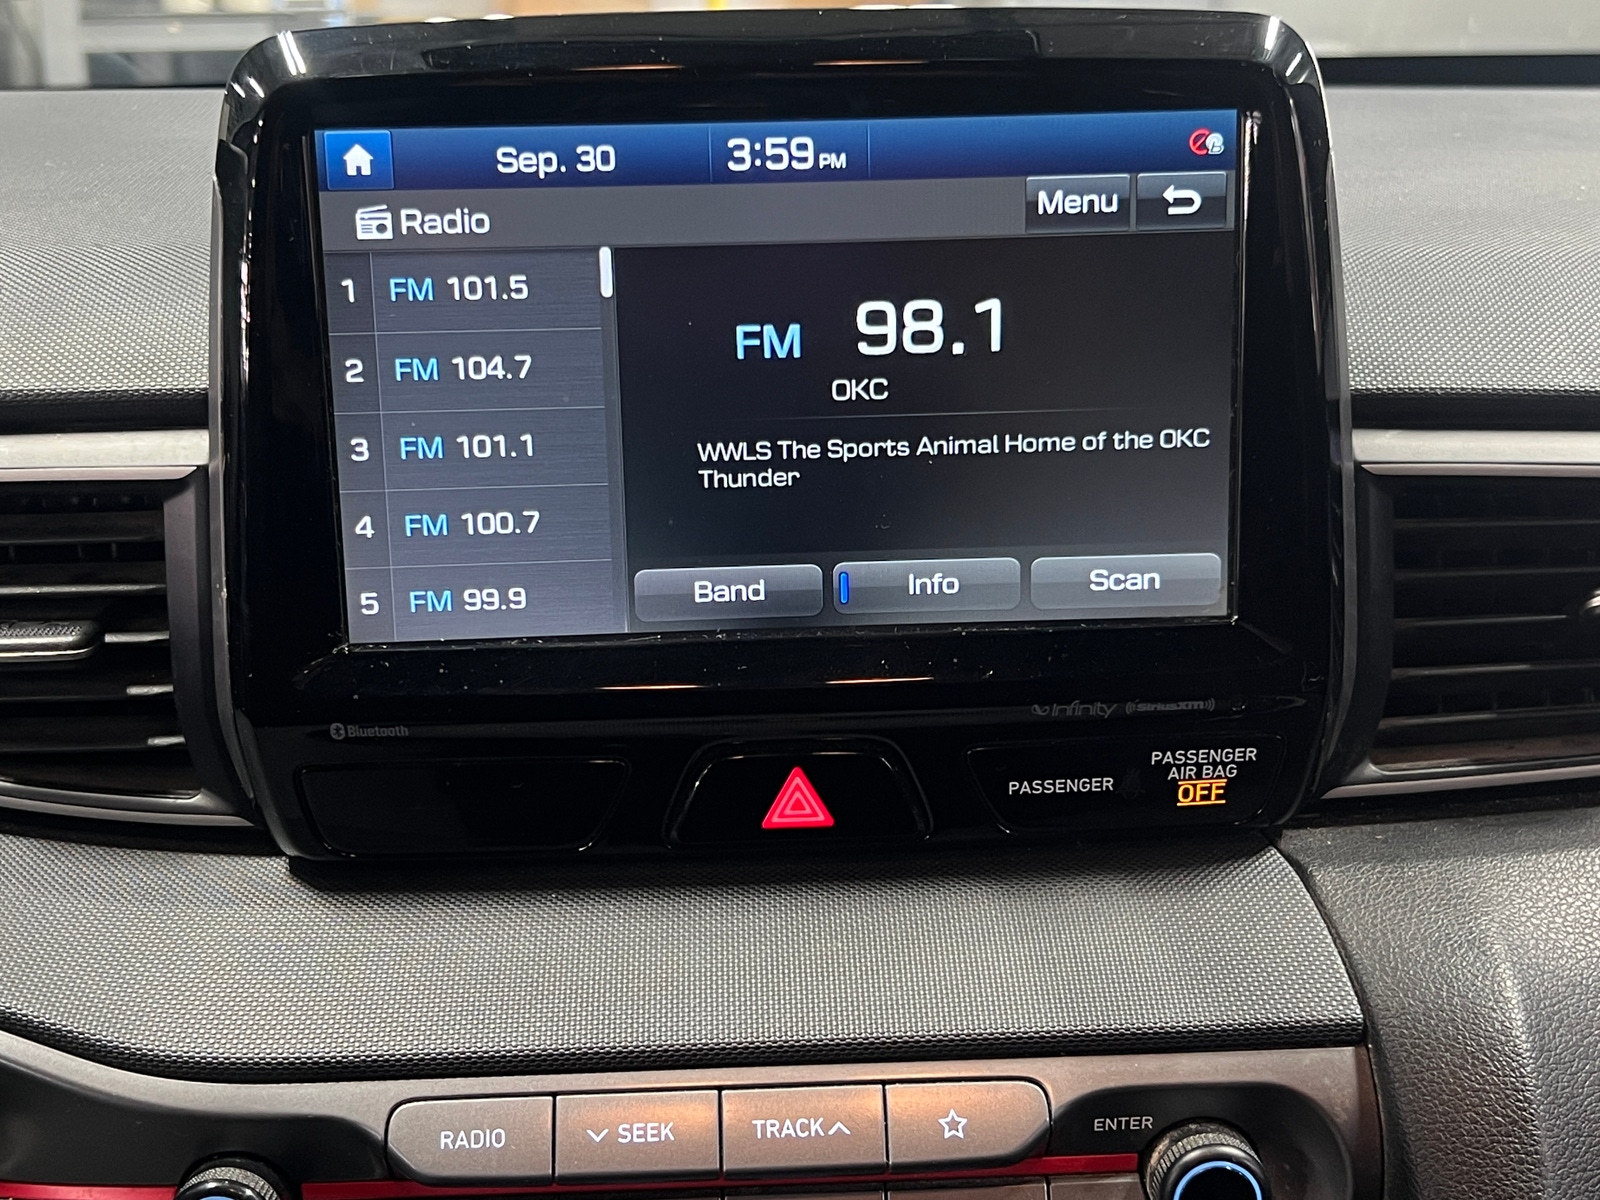 Sep. 30
3:59 PM
Radio
Menu
1 FM 101.5
2 FM 104.7
3 FM 101.1
4 FM 100.7
5 FM 99.9
FM 98.1
OKC
WWLS The Sports Animal Home of the OKC
Thunder
Band
Info
Scan
Infinity
SiriusXM
Bluetooth
PASSENGER
PASSENGER
AIR BAG
OFF
RADIO
SEEK
TRACK
ENTER